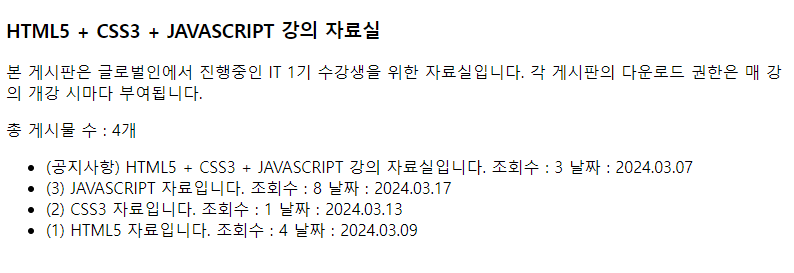 HTML5 + CSS3 + JAVASCRIPT 강의 자료실
본 게시판은 글로벌인에서 진행중인 IT 1기 수강생을 위한 자료실입니다. 각 게시판의 다운로드 권한은 매 강
의 개강 시마다 부여됩니다.
총 게시물 수 : 4개
• (공지사항) HTML5 + CSS3 + JAVASCRIPT 강의 자료실입니다. 조회수 : 3 날짜 : 2024.03.07
• (3) JAVASCRIPT 자료입니다. 조회수 : 8 날짜 : 2024.03.17
• (2) CSS3 자료입니다. 조회수 : 1 날짜 : 2024.03.13
• (1) HTML5 자료입니다. 조회수 : 4 날짜 : 2024.03.09